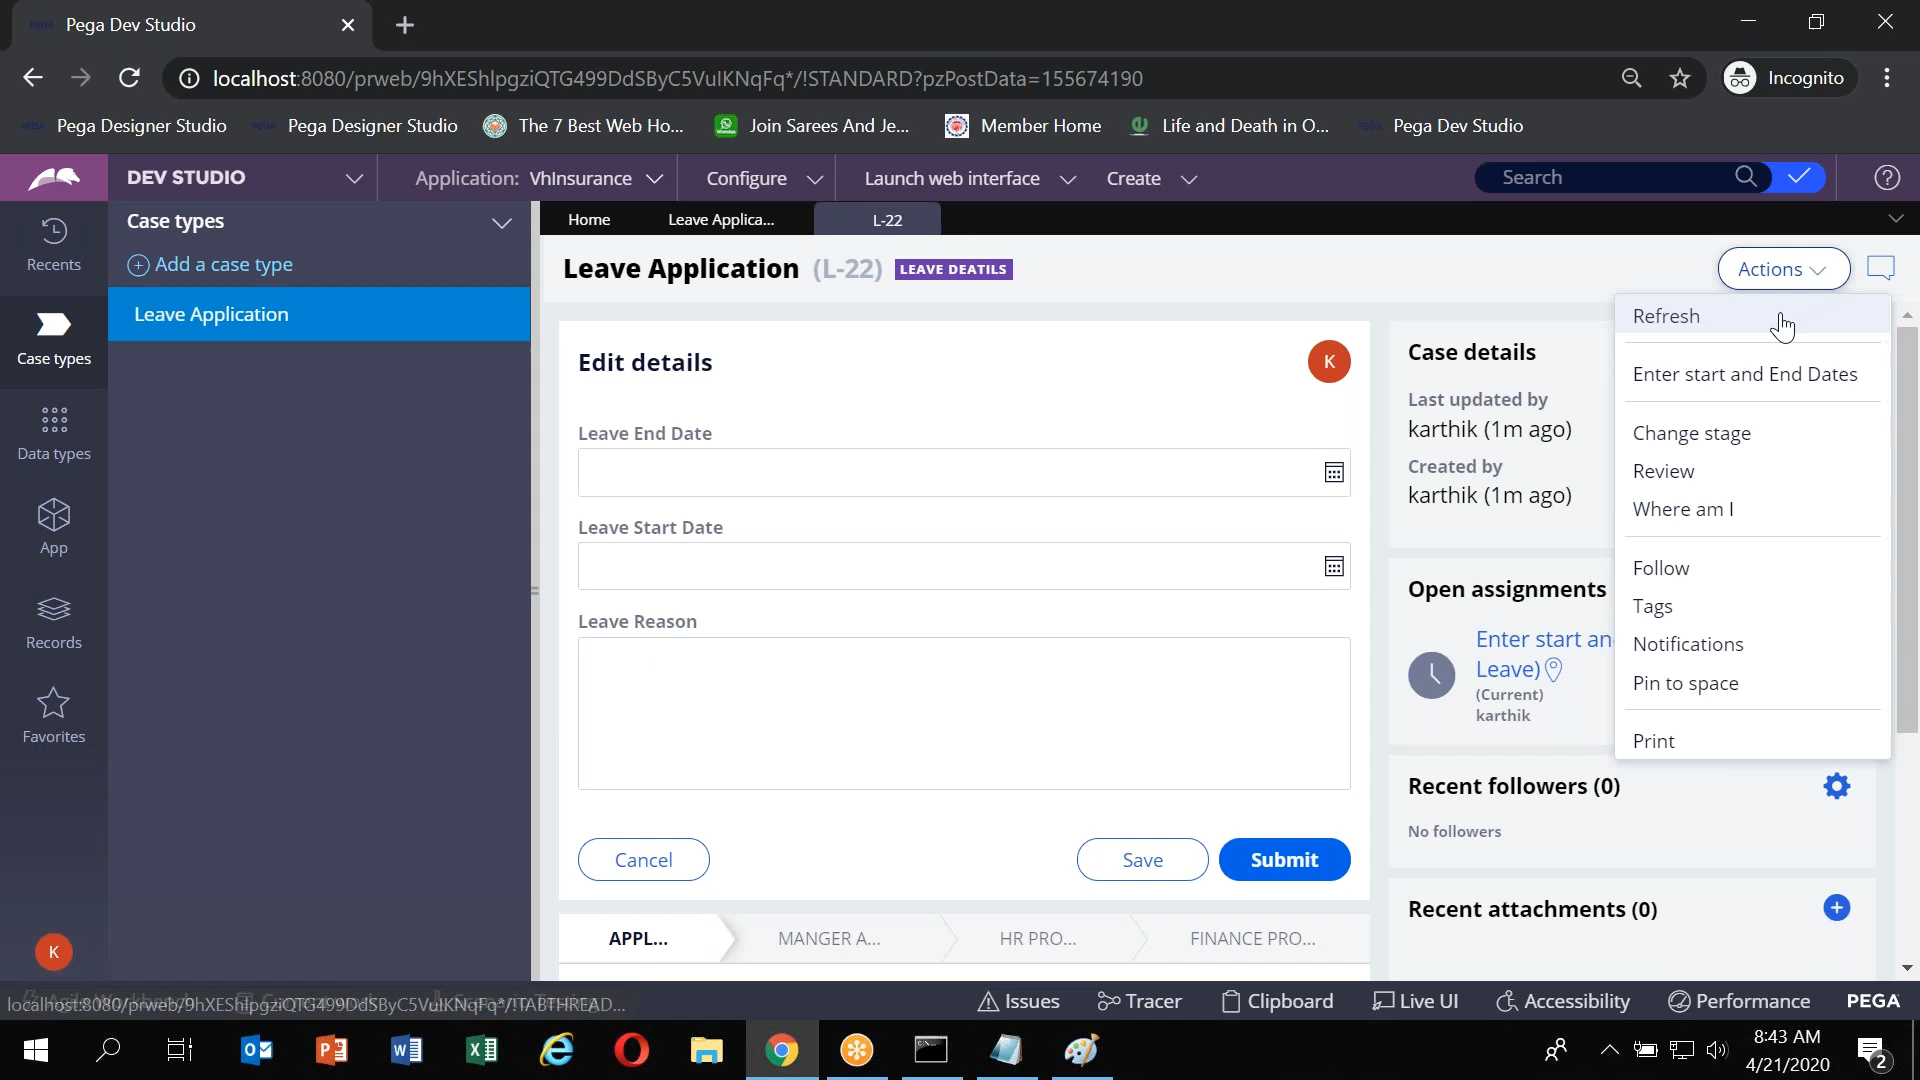 Pega Dev Studio
localhost:8080/prweb/9hXEShlpgziQTG499DdSByC5VulKNqFq*/!STANDARD?pzPostData=155674190
Incognito
Pega Designer Studio
Pega Designer Studio
The 7 Best Web Ho...
Join Sarees And Je...
Member Home
Life and Death in O...
Pega Dev Studio
DEV STUDIO
Application: VhInsurance
Configure
Launch web interface
Create
Search
Recents
Case types
Data types
App
Records
Favorites
K
Case types
Add a case type
Leave Application
Home
Leave Applica...
L-22
Leave Application (L-22) LEAVE DEATILS
Actions
Edit details
K
Leave End Date
Leave Start Date
Leave Reason
Cancel
Save
Submit
APPL...
MANGER A...
HR PRO...
FINANCE PRO...
Case details
Last updated by
karthik (1m ago)
Created by
karthik (1m ago)
Open assignments
Enter start an
Leave)
(Current)
karthik
Recent followers (0)
No followers
Recent attachments (0)
Refresh
Enter start and End Dates
Change stage
Review
Where am I
Follow
Tags
Notifications
Pin to space
Print
localhost:8080/prweb/9hXEShlpgziQTG499DdSByC5VulKNqFq*/!TABTHREAD...
Issues
Tracer
Clipboard
Live UI
Accessibility
Performance
PEGA
8:43 AM
4/21/2020
2